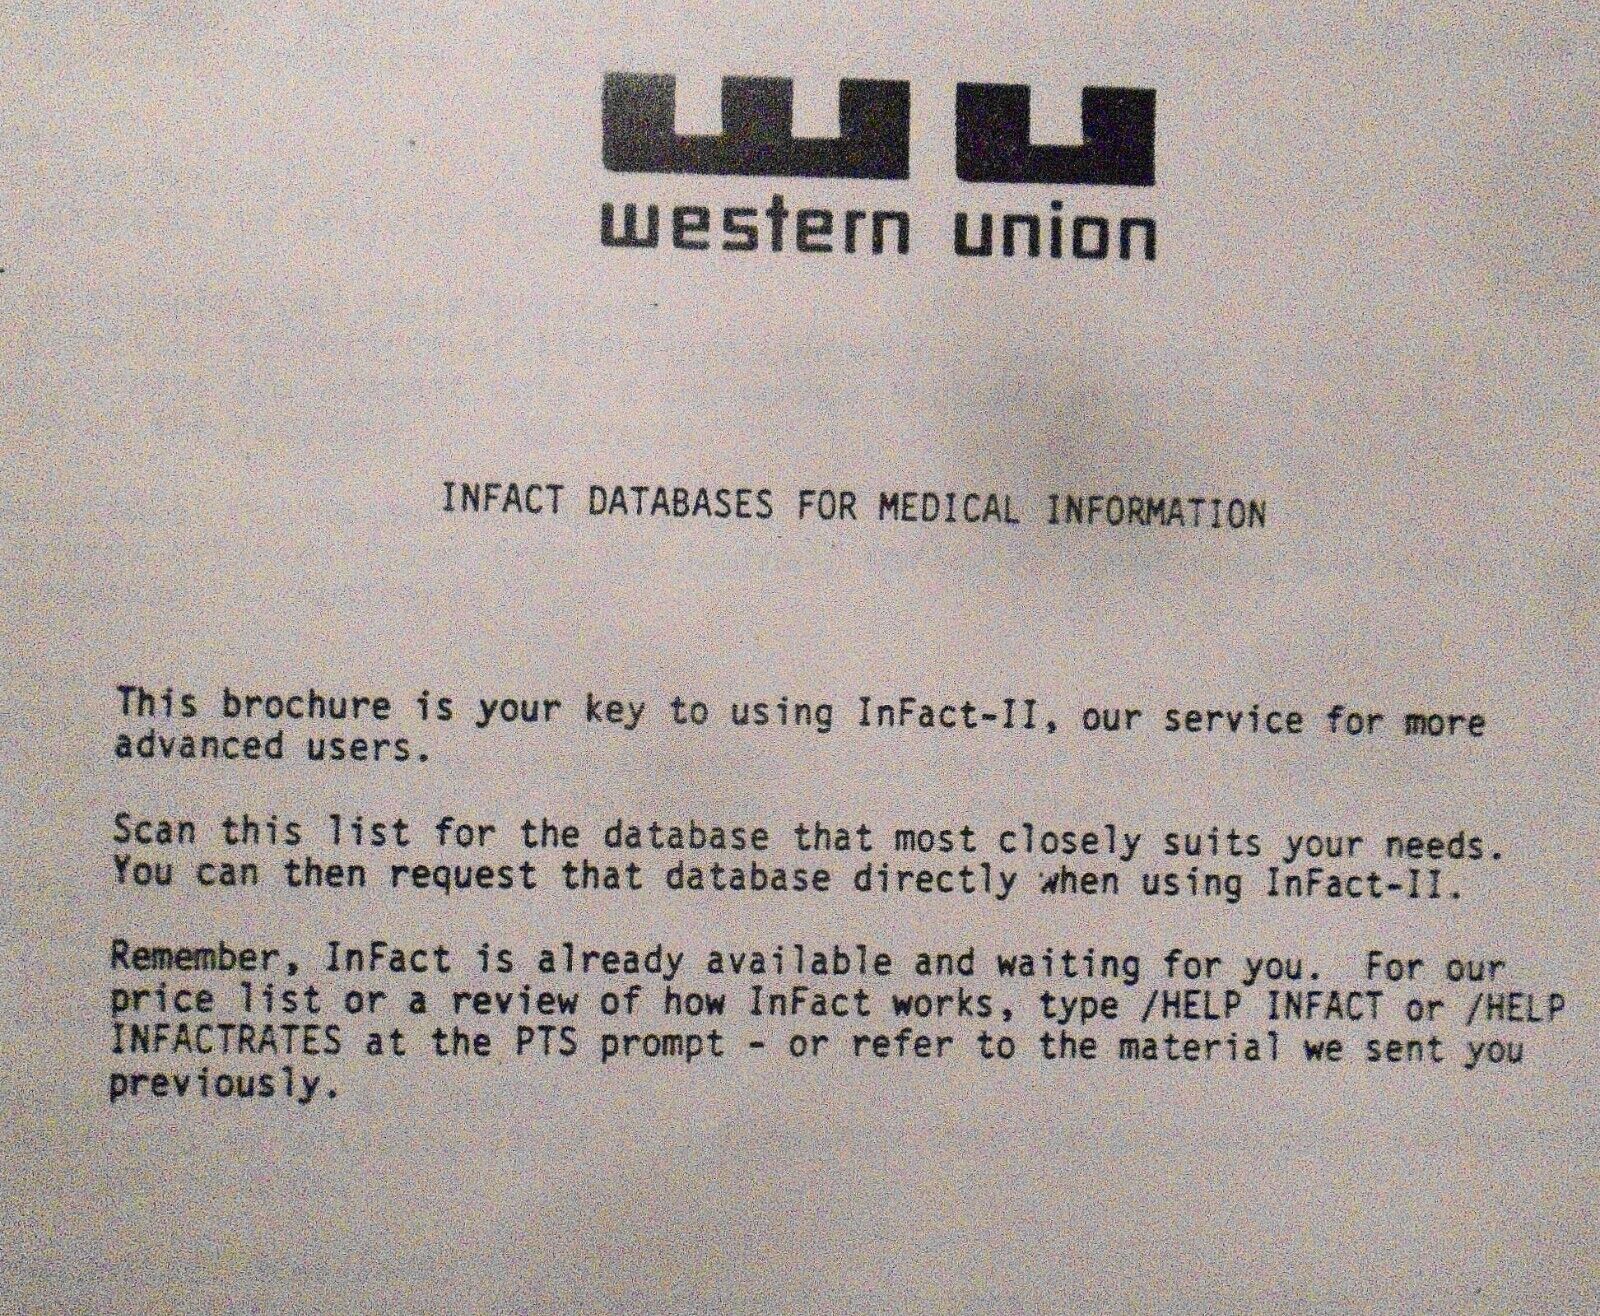 WU
western union
INFACT DATABASES FOR MEDICAL INFORMATION
This brochure is your key to using InFact-II, our service for more
advanced users.
Scan this list for the database that most closely suits your needs.
You can then request that database directly when using InFact-II.
Remember, InFact is already available and waiting for you. For our
price list or a review of how InFact works, type /HELP INFACT or /HELP
INFACTRATES at the PTS prompt - or refer to the material we sent you
previously.